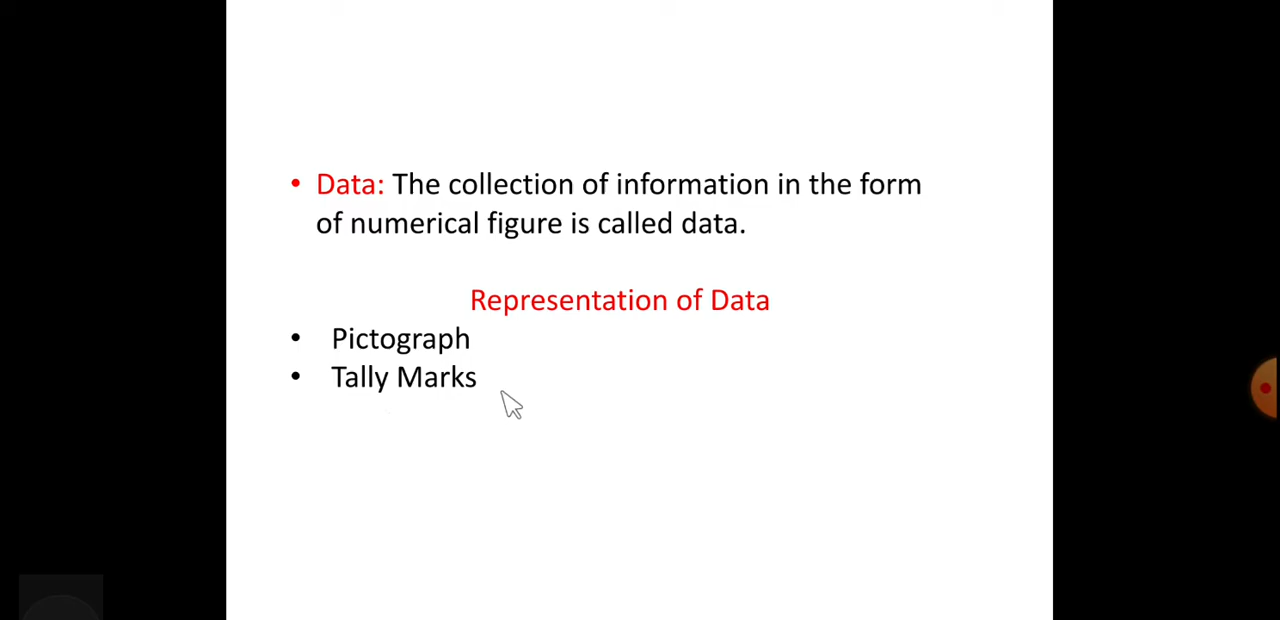 • Data: The collection of information in the form
of numerical figure is called data.
Representation of Data
• Pictograph
• Tally Marks